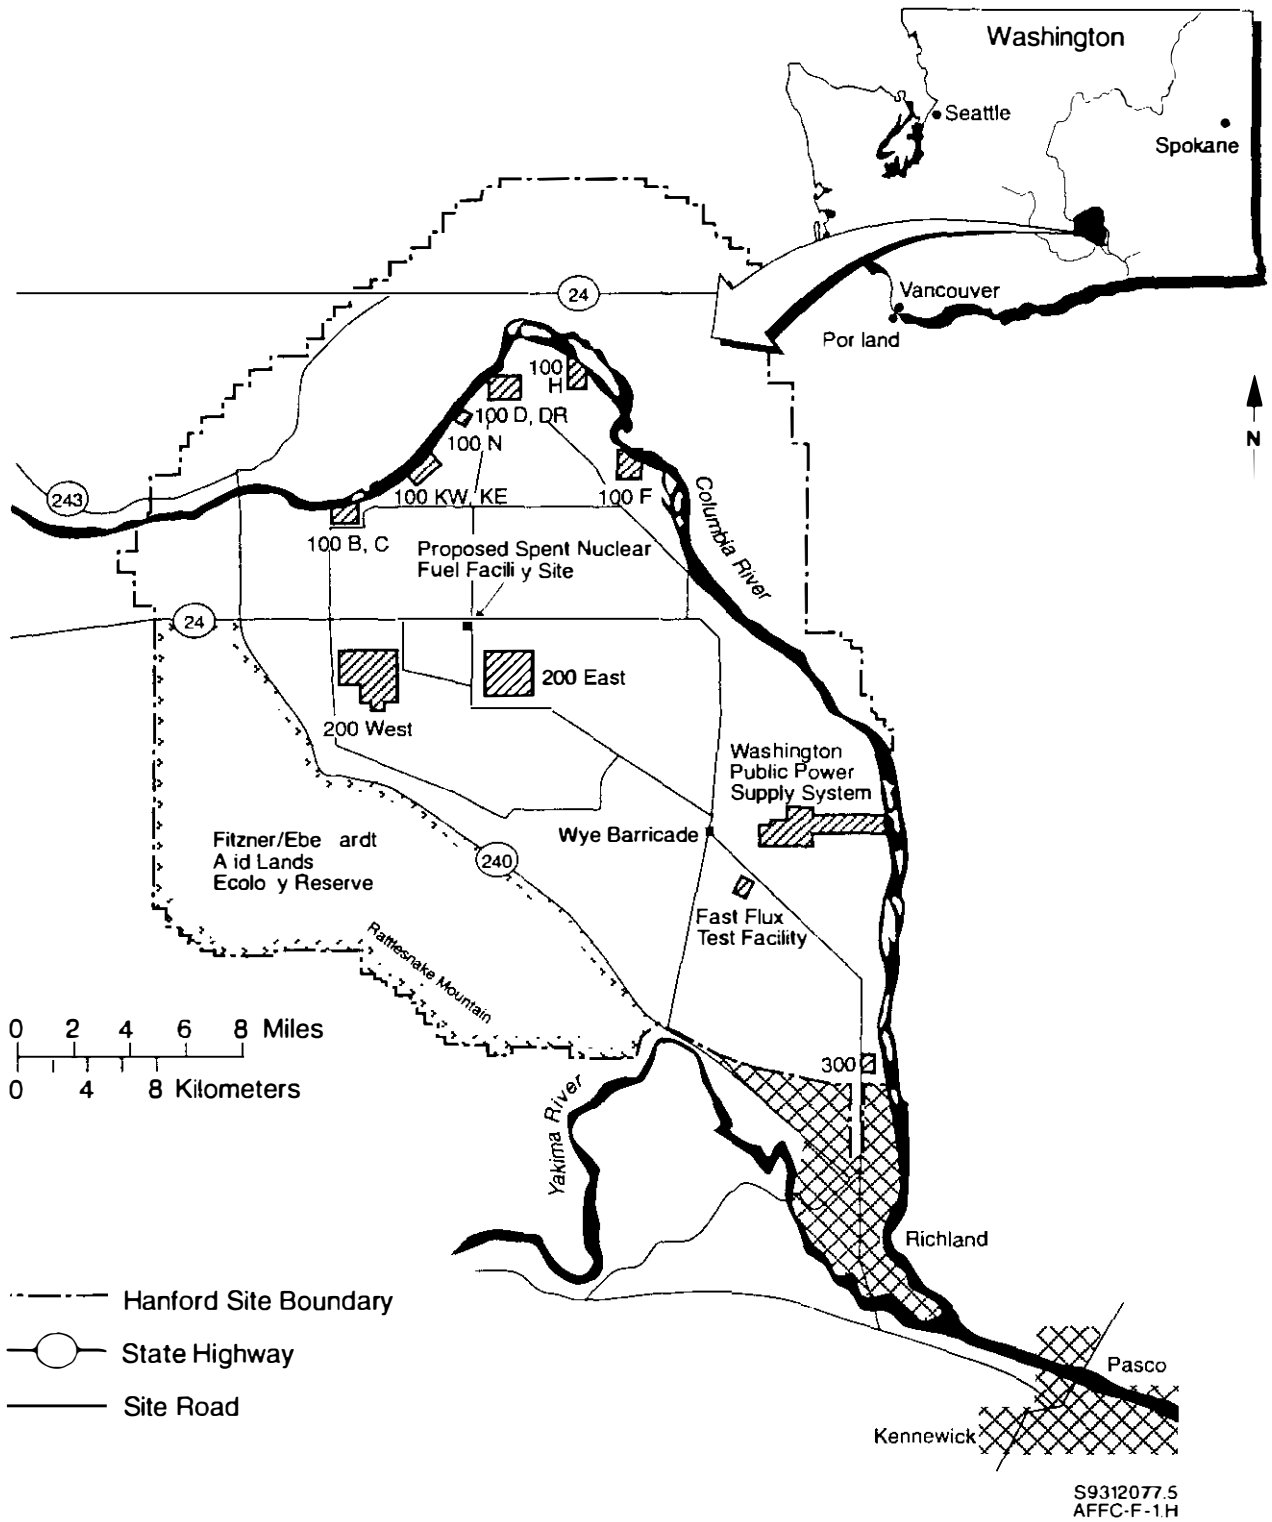 Washington
Seattle
Spokane
Vancouver
Por land
24
N
100
H
100 D, DR
100 N
243
100 KW, KE
100 F
Columbia River
100 B, C
Proposed Spent Nuclear
Fuel Facili y Site
24
200 East
200 West
Washington
Public Power
Supply System
Wye Barricade
Fitzner/Ebe ardt
A id Lands
Ecolo y Reserve
240
Fast Flux
Test Facility
Rattlesnake Mountain
0 2 4 6 8 Miles
0 4 8 Kilometers
300
Yakima River
Richland
Hanford Site Boundary
State Highway
Site Road
Pasco
Kennewick
S9312077.5
AFFC-F-1.H